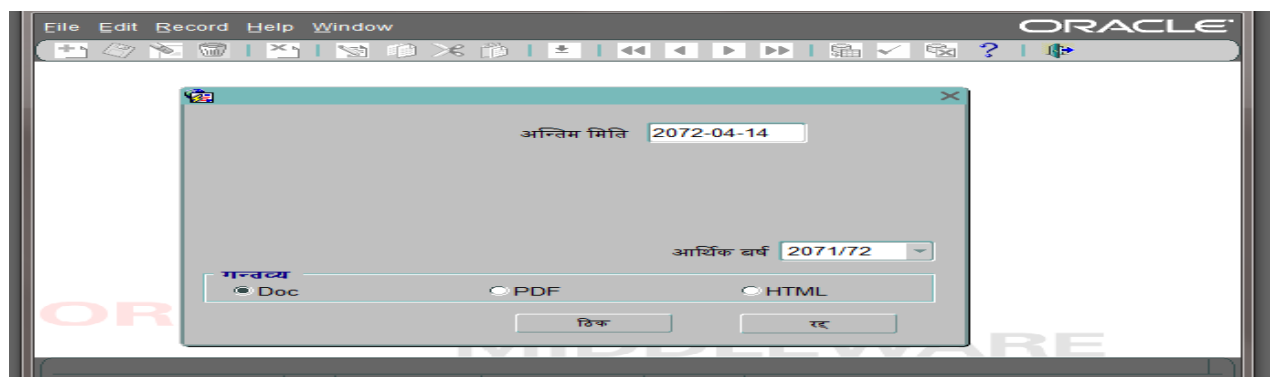 File Edit Record Help Window ORACLE
अन्तिम मिति 2072-04-14
आर्थिक बर्ष 2071/72
गन्तव्य
Doc PDF HTML
ठिक रद्द
OR
MIDDLEWARE